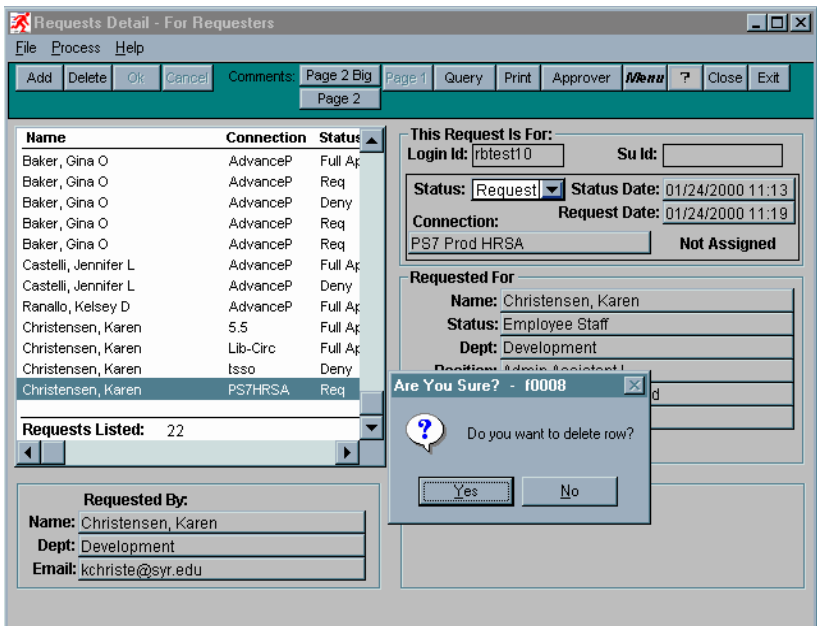 Requests Detail - For Requesters
File Process Help
Add Delete Ok Cancel Comments: Page 2 Big Page 1 Query Print Approver Menu ? Close Exit
Page 2
Name Connection Status
Baker, Gina O AdvanceP Full Ap
Baker, Gina O AdvanceP Req
Baker, Gina O AdvanceP Deny
Baker, Gina O AdvanceP Req
Baker, Gina O AdvanceP Req
Castelli, Jennifer L AdvanceP Full Ap
Castelli, Jennifer L AdvanceP Deny
Ranallo, Kelsey D AdvanceP Full Ap
Christensen, Karen 5.5 Full Ap
Christensen, Karen Lib-Circ Full Ap
Christensen, Karen tsso Deny
Christensen, Karen PS7HRSA Req
Requests Listed: 22
This Request Is For:
Login Id: rbtest10 Su Id:
Status: Request Status Date: 01/24/2000 11:13
Request Date: 01/24/2000 11:19
Connection:
PS7 Prod HRSA Not Assigned
Requested For
Name: Christensen, Karen
Status: Employee Staff
Dept: Development
Position: Admin Assistant I
d
Are You Sure? - f0008
Do you want to delete row?
Yes No
Requested By:
Name: Christensen, Karen
Dept: Development
Email: kchriste@syr.edu